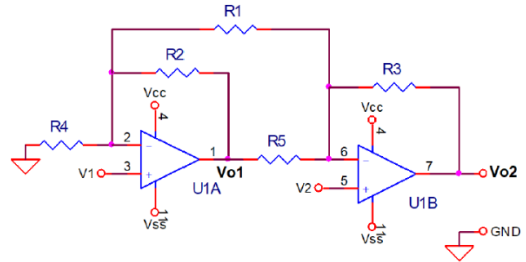 R1
R2
R3
Vcc
4
Vcc
4
R4
2
3
1
R5
6
5
7
V1
Vo1
V2
Vo2
U1A
U1B
Vss
11
Vss
11
GND